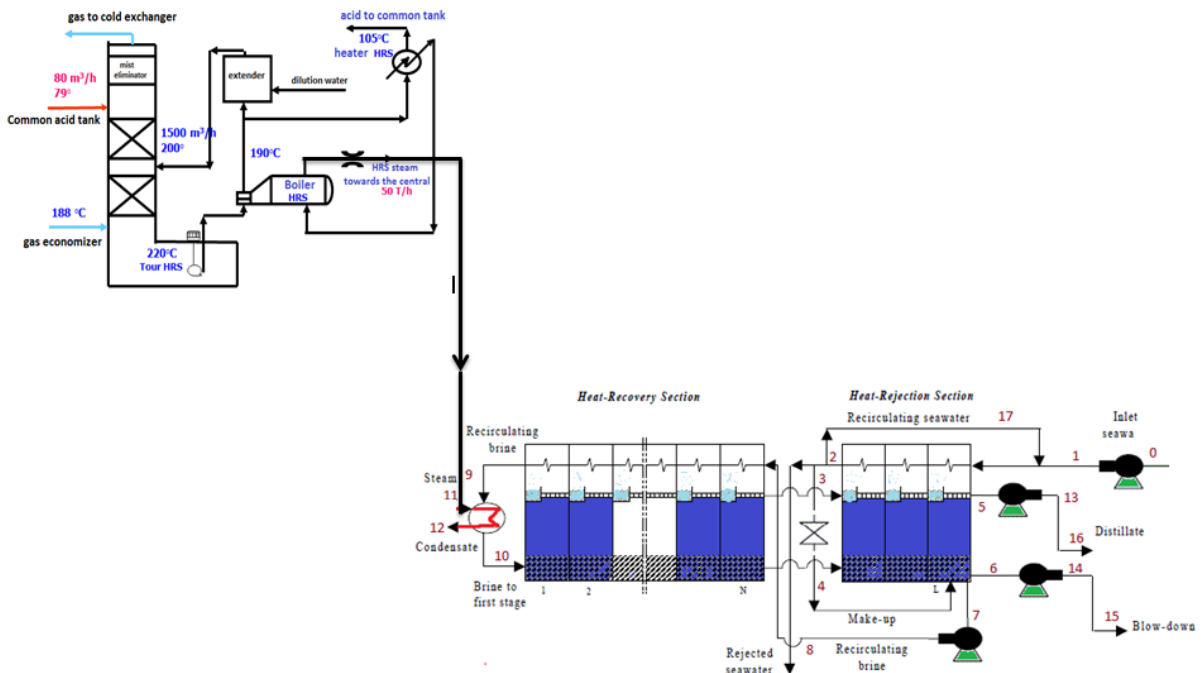 gas to cold exchanger
mist
eliminator
80 m³/h
79°
Common acid tank
1500 m³/h
200°
188 °C
gas economizer
220°C
Tour HRS
extender
dilution water
190°C
Boiler
HRS
acid to common tank
105°C
heater HRS
HRS steam
towards the central
50 T/h
Heat-Recovery Section
Heat-Rejection Section
Recirculating seawater
17
Inlet
seawa
0
1
2
3
Recirculating
brine
9
Steam
11
12
Condensate
10
Brine to
first stage
1
2
N
L
4
Make-up
5
13
16
Distillate
6
14
15
Blow-down
7
8
Rejected
seawater
Recirculating
brine